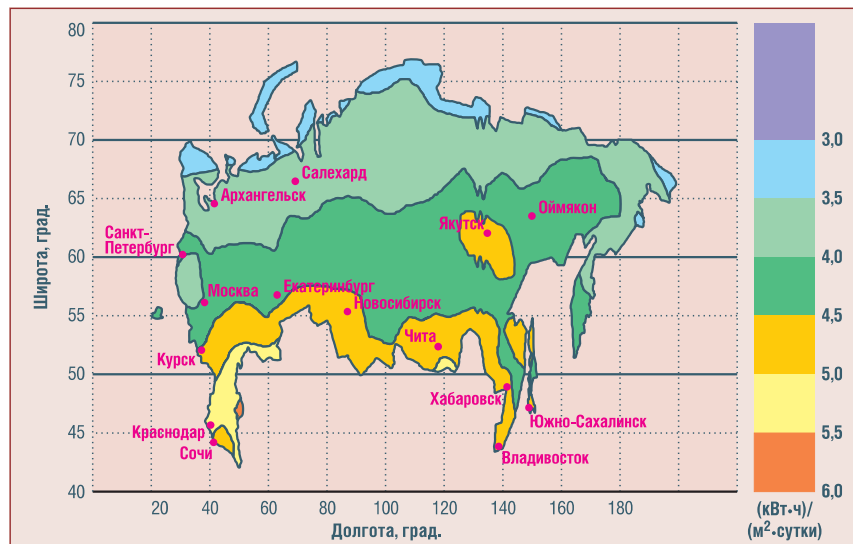 80
75
70
65
60
55
50
45
40
Широта, град.
20
40
60
80
100
120
140
160
180
Долгота, град.
Салехард
Архангельск
Оймякон
Якутск
Санкт-
Петербург
Москва
Екатеринбург
Новосибирск
Чита
Курск
Хабаровск
Южно-Сахалинск
Краснодар
Сочи
Владивосток
3,0
3,5
4,0
4,5
5,0
5,5
6,0
(кВт•ч)/
(м²•сутки)